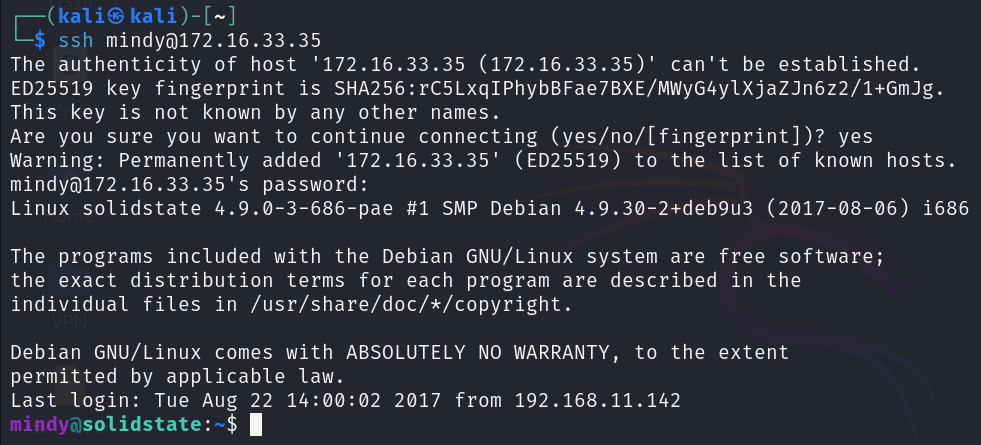 ┌──(kali㉿kali)-[~]
└─$ ssh mindy@172.16.33.35
The authenticity of host '172.16.33.35 (172.16.33.35)' can't be established.
ED25519 key fingerprint is SHA256:rC5LxqIPhybBFae7BXE/MWyG4ylXjaZJn6z2/1+GmJg.
This key is not known by any other names.
Are you sure you want to continue connecting (yes/no/[fingerprint])? yes
Warning: Permanently added '172.16.33.35' (ED25519) to the list of known hosts.
mindy@172.16.33.35's password:
Linux solidstate 4.9.0-3-686-pae #1 SMP Debian 4.9.30-2+deb9u3 (2017-08-06) i686
The programs included with the Debian GNU/Linux system are free software;
the exact distribution terms for each program are described in the
individual files in /usr/share/doc/*/copyright.
VPN
Debian GNU/Linux comes with ABSOLUTELY NO WARRANTY, to the extent
permitted by applicable law.
Last login: Tue Aug 22 14:00:02 2017 from 192.168.11.142
mindy@solidstate:~$